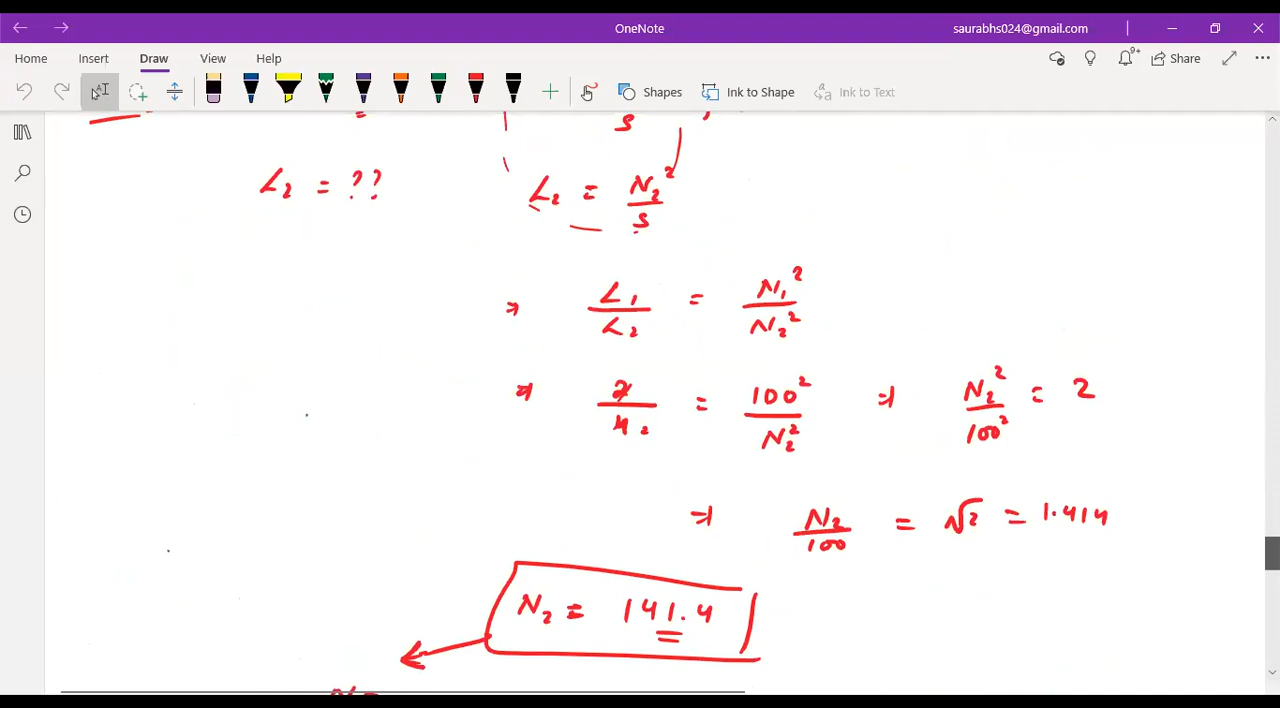 OneNote
saurabhs024@gmail.com
Home Insert Draw View Help
Share
Shapes Ink to Shape Ink to Text
S
L₂ = ??
L₂ = N₂² / S
⇒ L₁ / L₂ = N₁² / N₂²
⇒ 2 / 4₂ = 100² / N₂² ⇒ N₂² / 100² = 2
⇒ N₂ / 100 = √2 = 1.414
N₂ = 141.4